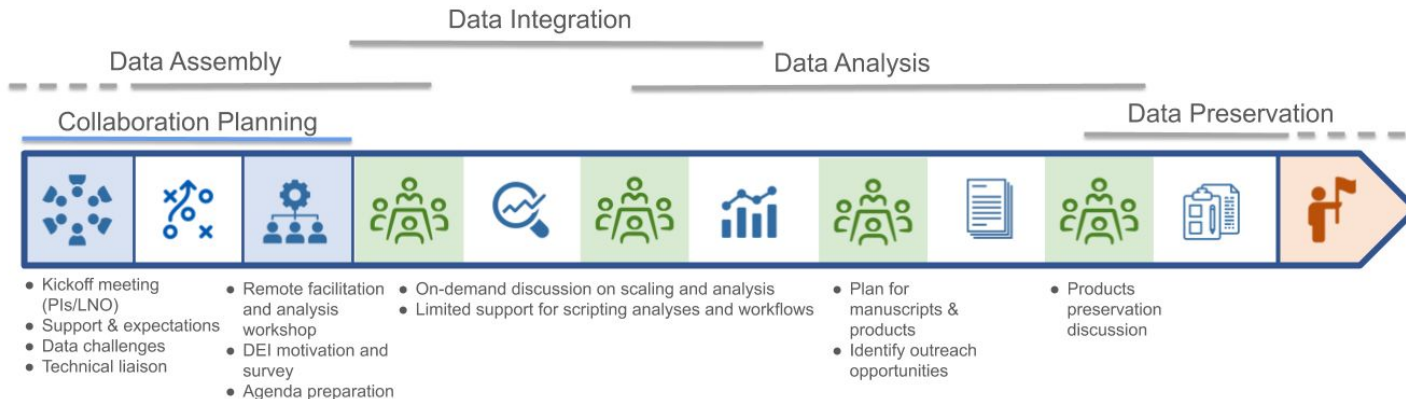 Data Integration
Data Assembly
Data Analysis
Data Preservation
Collaboration Planning
● Kickoff meeting
(PIs/LNO)
● Support & expectations
● Data challenges
● Technical liaison
● Remote facilitation
and analysis
workshop
● DEI motivation and
survey
● Agenda preparation
● On-demand discussion on scaling and analysis
● Limited support for scripting analyses and workflows
● Plan for
manuscripts &
products
● Identify outreach
opportunities
● Products
preservation
discussion